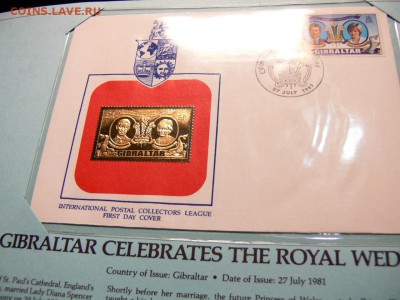 COINS.LAVE.RU
GIBRALTAR
27 JULY 1981
GIBRALTAR
INTERNATIONAL POSTAL COLLECTORS LEAGUE
FIRST DAY COVER
GIBRALTAR CELEBRATES THE ROYAL WED
Country of Issue: Gibraltar • Date of Issue: 27 July 1981
of St. Paul's Cathedral, England's
married Lady Diana Spencer
Shortly before her marriage, the future Princess of